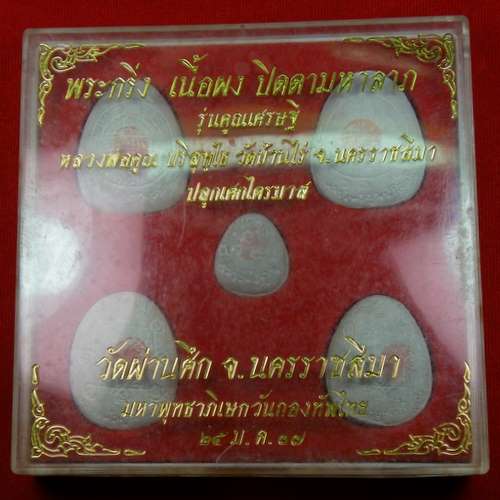 พระกริ่ง เนื้อผง ปิดตามหาลาภ
รุ่นคูณเศรษฐี
หลวงพ่อคูณ ปริสุทฺโธ วัดบ้านไร่ จ.นครราชสีมา
ปลุกเสกไตรมาส
วัดผ่านศึก จ.นครราชสีมา
มหาพุทธาภิเษกวันกองทัพไทย
๒๕ ม.ค.๓๗